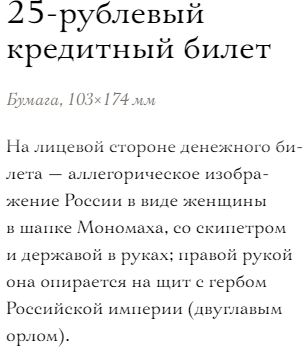 25-рублевый
кредитный билет
Бумага, 103×174 мм
На лицевой стороне денежного би-
лета — аллегорическое изобра-
жение России в виде женщины
в шапке Мономаха, со скипетром
и державой в руках; правой рукой
она опирается на щит с гербом
Российской империи (двуглавым
орлом).